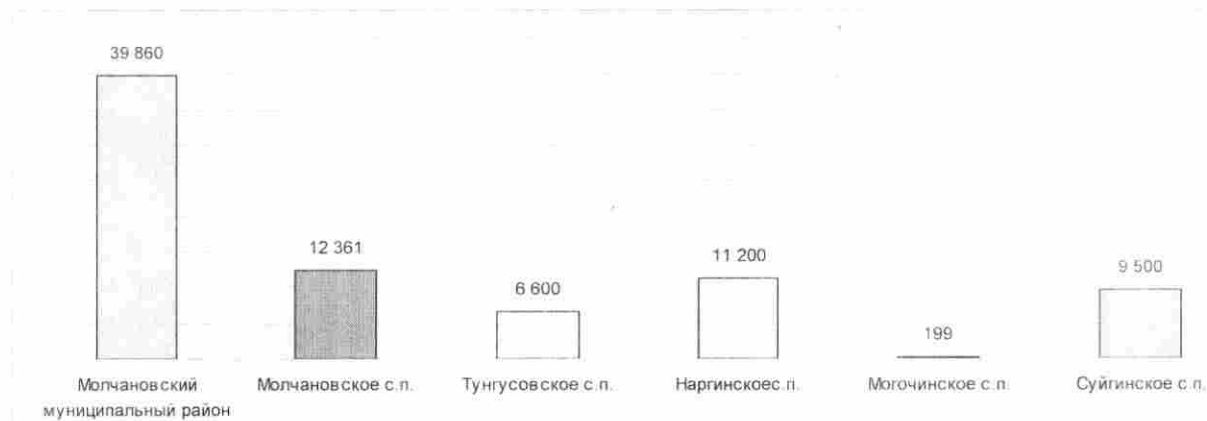 39 860
12 361
6 600
11 200
199
9 500
Молчановский
муниципальный район
Молчановское с.п.
Тунгусовское с.п.
Наргинскоес.п.
Могочинское с.п.
Суйгинское с.п.